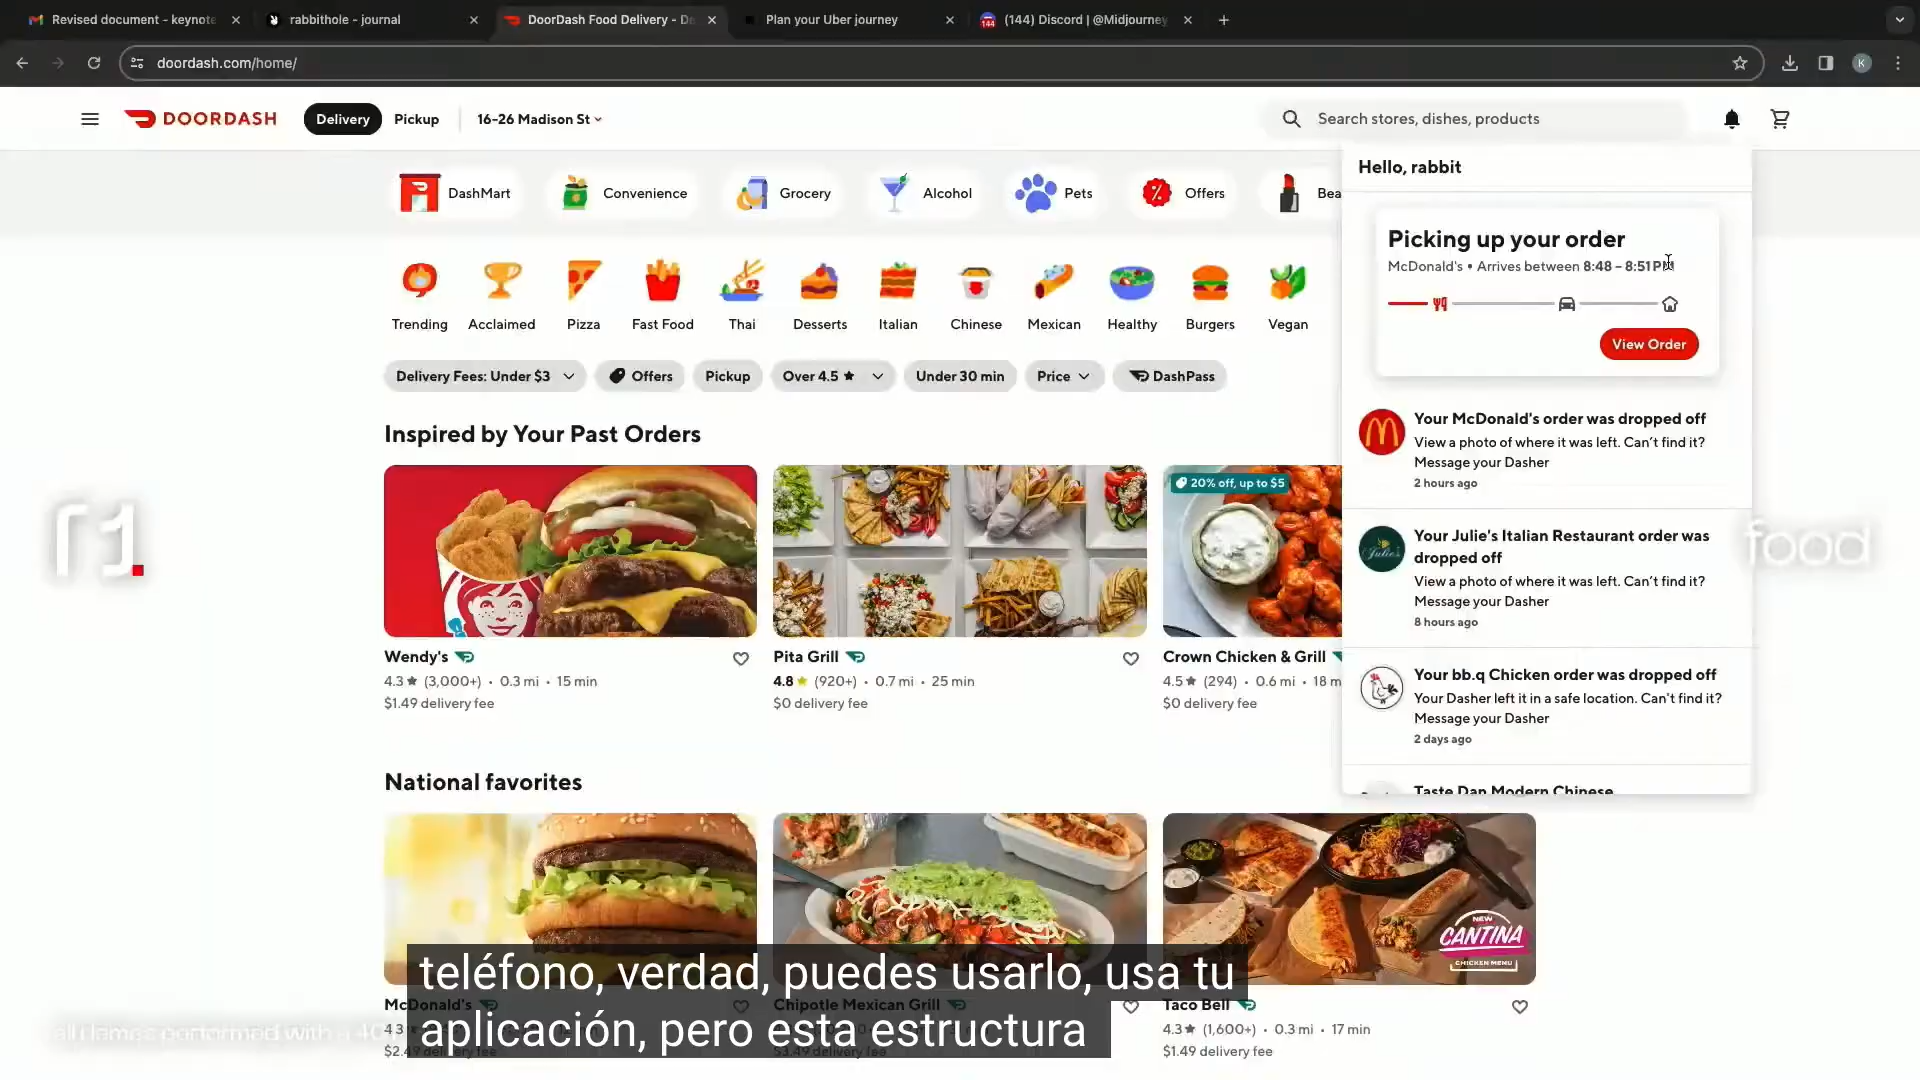 Revised document - keynote
rabbithole - journal
DoorDash Food Delivery - De
Plan your Uber journey
(144) Discord | @Midjourney
doordash.com/home/
K
DOORDASH
Delivery
Pickup
16-26 Madison St
Search stores, dishes, products
Hello, rabbit
DashMart
Convenience
Grocery
Alcohol
Pets
Offers
Bea
Picking up your order
McDonald's • Arrives between 8:48 – 8:51 PM
View Order
Trending
Acclaimed
Pizza
Fast Food
Thai
Desserts
Italian
Chinese
Mexican
Healthy
Burgers
Vegan
Delivery Fees: Under $3
Offers
Pickup
Over 4.5 ★
Under 30 min
Price
DashPass
Your McDonald's order was dropped off
View a photo of where it was left. Can't find it?
Message your Dasher
2 hours ago
Inspired by Your Past Orders
20% off, up to $5
Your Julie's Italian Restaurant order was
dropped off
View a photo of where it was left. Can't find it?
Message your Dasher
8 hours ago
r1.
food
Wendy's
4.3 ★ (3,000+) • 0.3 mi • 15 min
$1.49 delivery fee
Pita Grill
4.8 ★ (920+) • 0.7 mi • 25 min
$0 delivery fee
Crown Chicken & Grill
4.5 ★ (294) • 0.6 mi • 18 m
$0 delivery fee
Your bb.q Chicken order was dropped off
Your Dasher left it in a safe location. Can't find it?
Message your Dasher
2 days ago
Taste Dan Modern Chinese
National favorites
NEW
CANTINA
CHICKEN MENU
McDonald's
Chipotle Mexican Grill
Taco Bell
4.3 ★ (1,600+) • 0.3 mi • 17 min
$1.49 delivery fee
teléfono, verdad, puedes usarlo, usa tu
aplicación, pero esta estructura